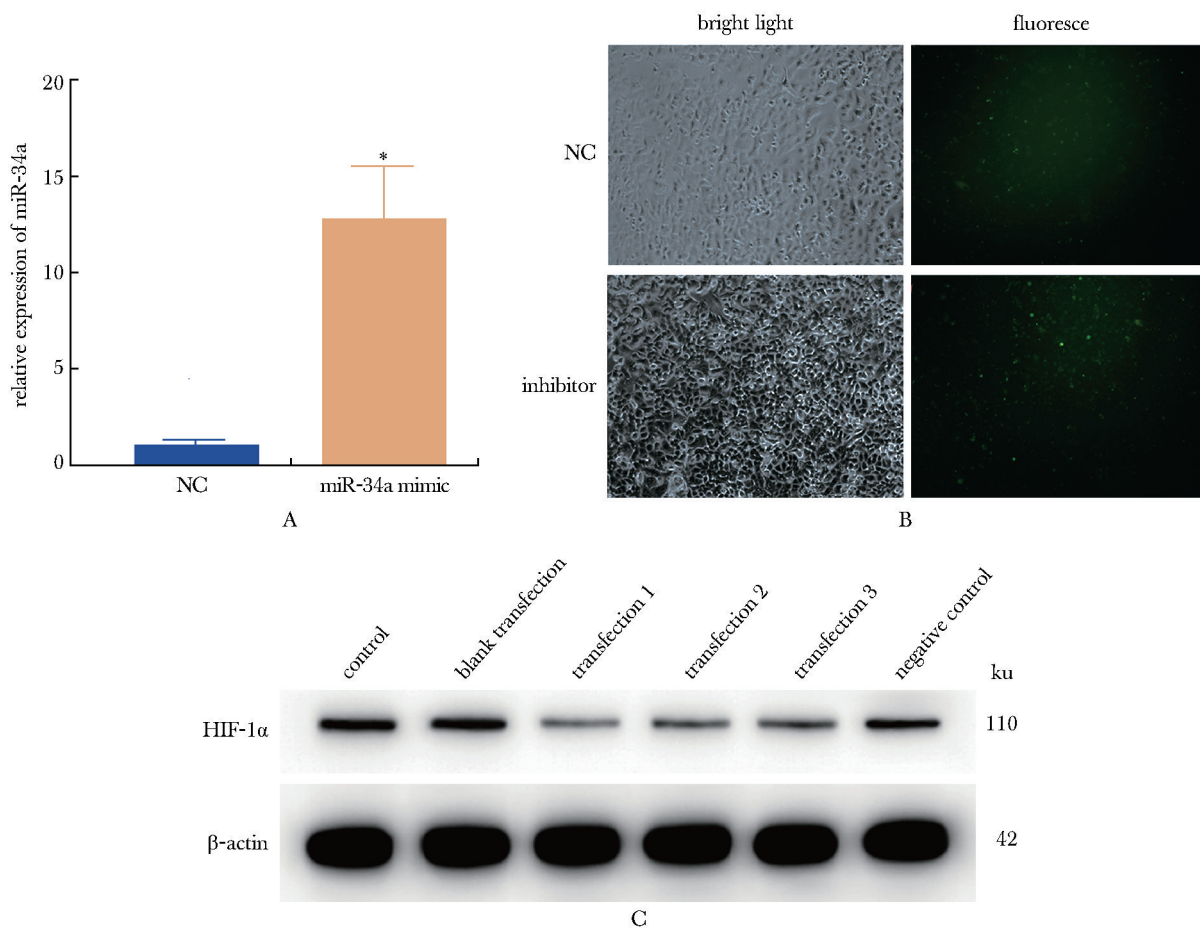 relative expression of miR-34a
20
15
10
5
0
*
NC
miR-34a mimic
A
bright light
fluoresce
NC
inhibitor
B
control
blank transfection
transfection 1
transfection 2
transfection 3
negative control
ku
HIF-1α
110
β-actin
42
C